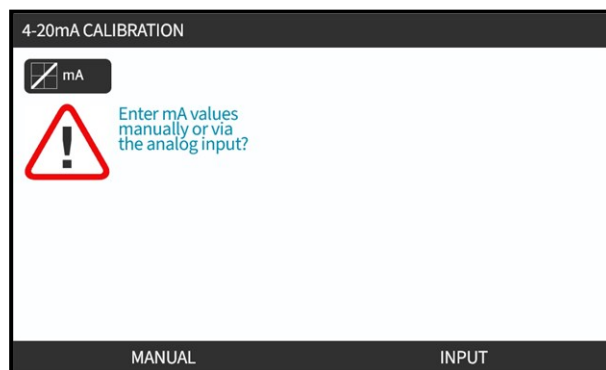 4-20mA CALIBRATION
mA
Enter mA values
manually or via
the analog input?
MANUAL INPUT